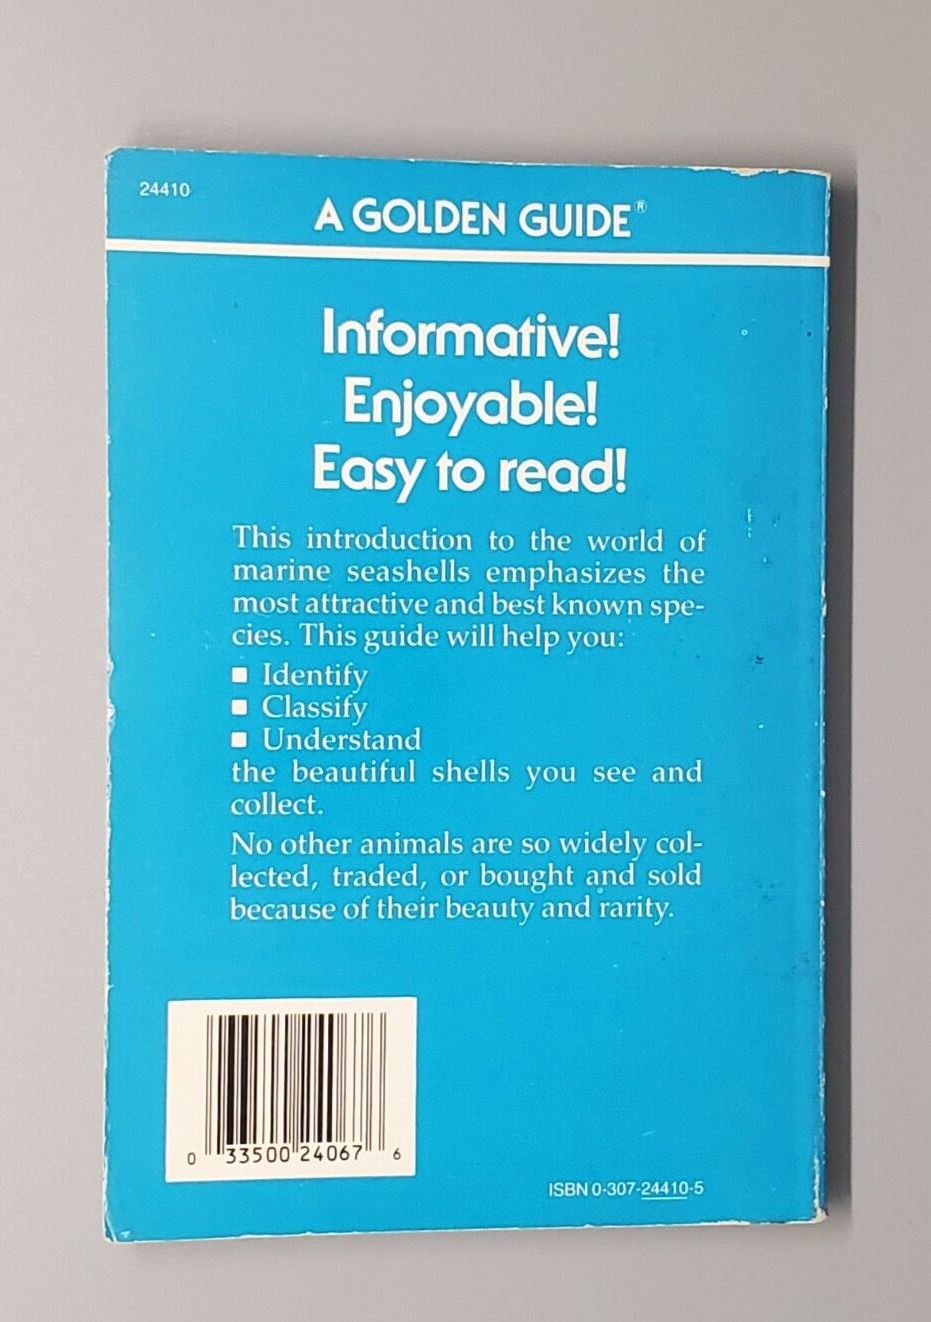 24410
A GOLDEN GUIDE®
Informative!
Enjoyable!
Easy to read!
This introduction to the world of
marine seashells emphasizes the
most attractive and best known spe-
cies. This guide will help you:
■ Identify
■ Classify
■ Understand
the beautiful shells you see and
collect.
No other animals are so widely col-
lected, traded, or bought and sold
because of their beauty and rarity.
0 33500 24067 6
ISBN 0-307-24410-5